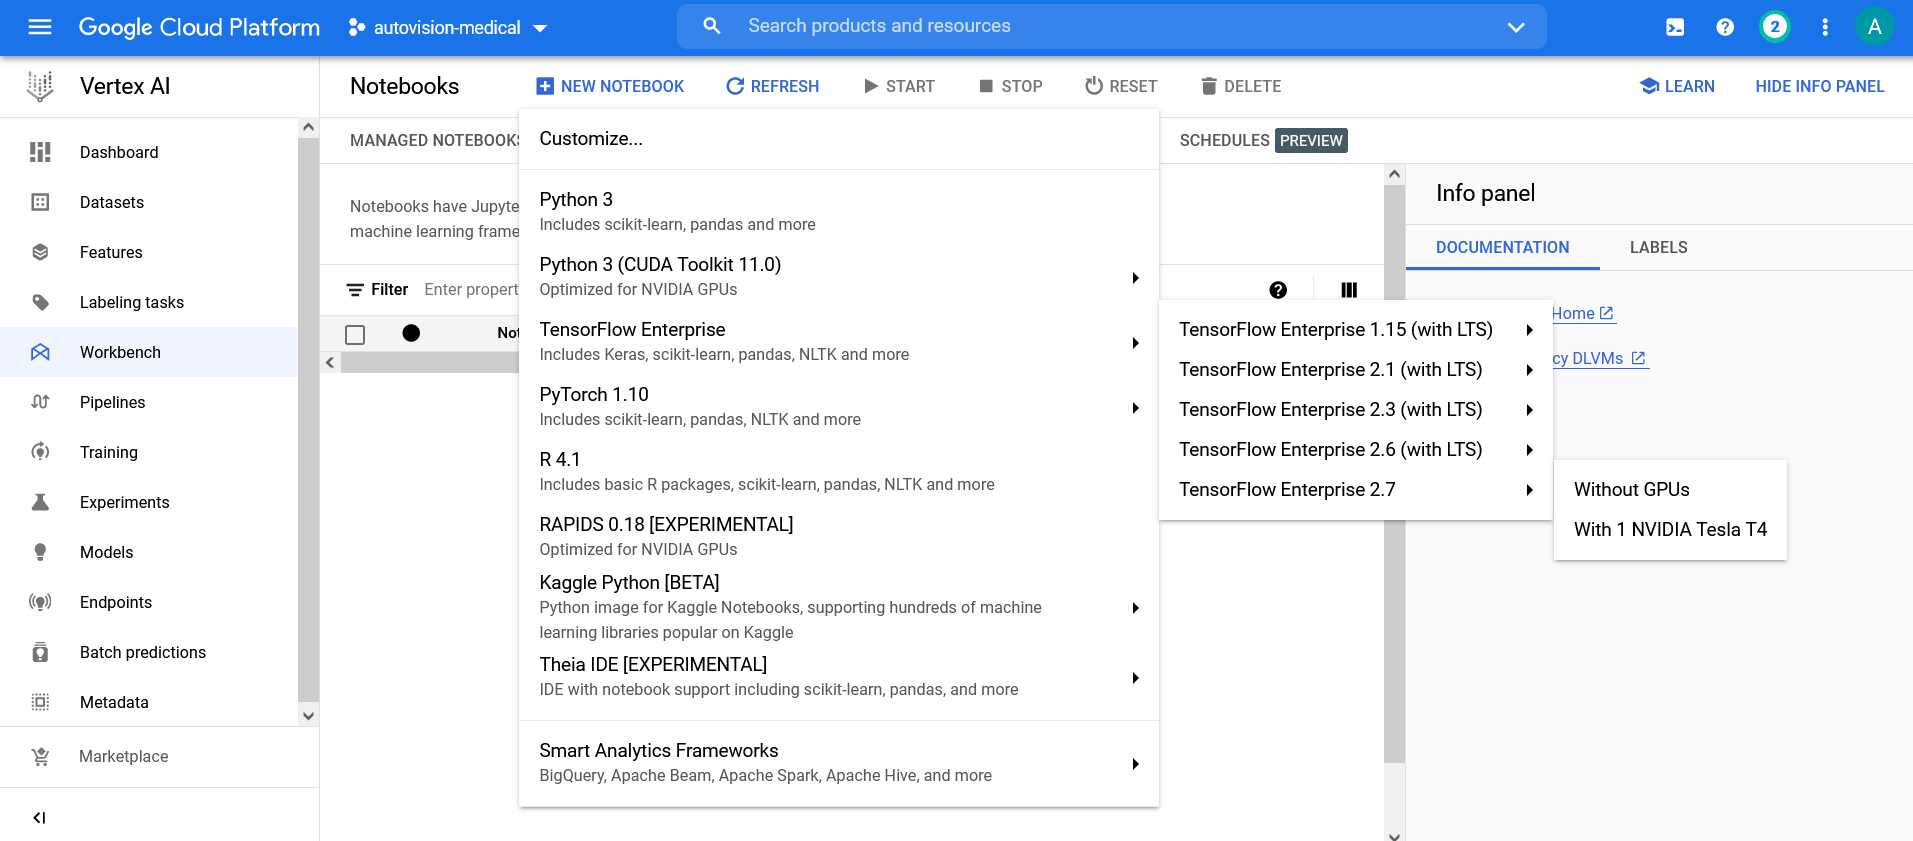 Google Cloud Platform
autovision-medical
Search products and resources
2
A
Vertex AI
Notebooks
NEW NOTEBOOK
REFRESH
START
STOP
RESET
DELETE
LEARN
HIDE INFO PANEL
Dashboard
Datasets
Features
Labeling tasks
Workbench
Pipelines
Training
Experiments
Models
Endpoints
Batch predictions
Metadata
Marketplace
MANAGED NOTEBOOKS
SCHEDULES PREVIEW
Notebooks have Jupyte
machine learning frame
Filter
Enter propert
Not
Customize...
Python 3
Includes scikit-learn, pandas and more
Python 3 (CUDA Toolkit 11.0)
Optimized for NVIDIA GPUs
TensorFlow Enterprise
Includes Keras, scikit-learn, pandas, NLTK and more
PyTorch 1.10
Includes scikit-learn, pandas, NLTK and more
R 4.1
Includes basic R packages, scikit-learn, pandas, NLTK and more
RAPIDS 0.18 [EXPERIMENTAL]
Optimized for NVIDIA GPUs
Kaggle Python [BETA]
Python image for Kaggle Notebooks, supporting hundreds of machine
learning libraries popular on Kaggle
Theia IDE [EXPERIMENTAL]
IDE with notebook support including scikit-learn, pandas, and more
Smart Analytics Frameworks
BigQuery, Apache Beam, Apache Spark, Apache Hive, and more
TensorFlow Enterprise 1.15 (with LTS)
TensorFlow Enterprise 2.1 (with LTS)
TensorFlow Enterprise 2.3 (with LTS)
TensorFlow Enterprise 2.6 (with LTS)
TensorFlow Enterprise 2.7
Without GPUs
With 1 NVIDIA Tesla T4
Info panel
DOCUMENTATION
LABELS
Home
cy DLVMs